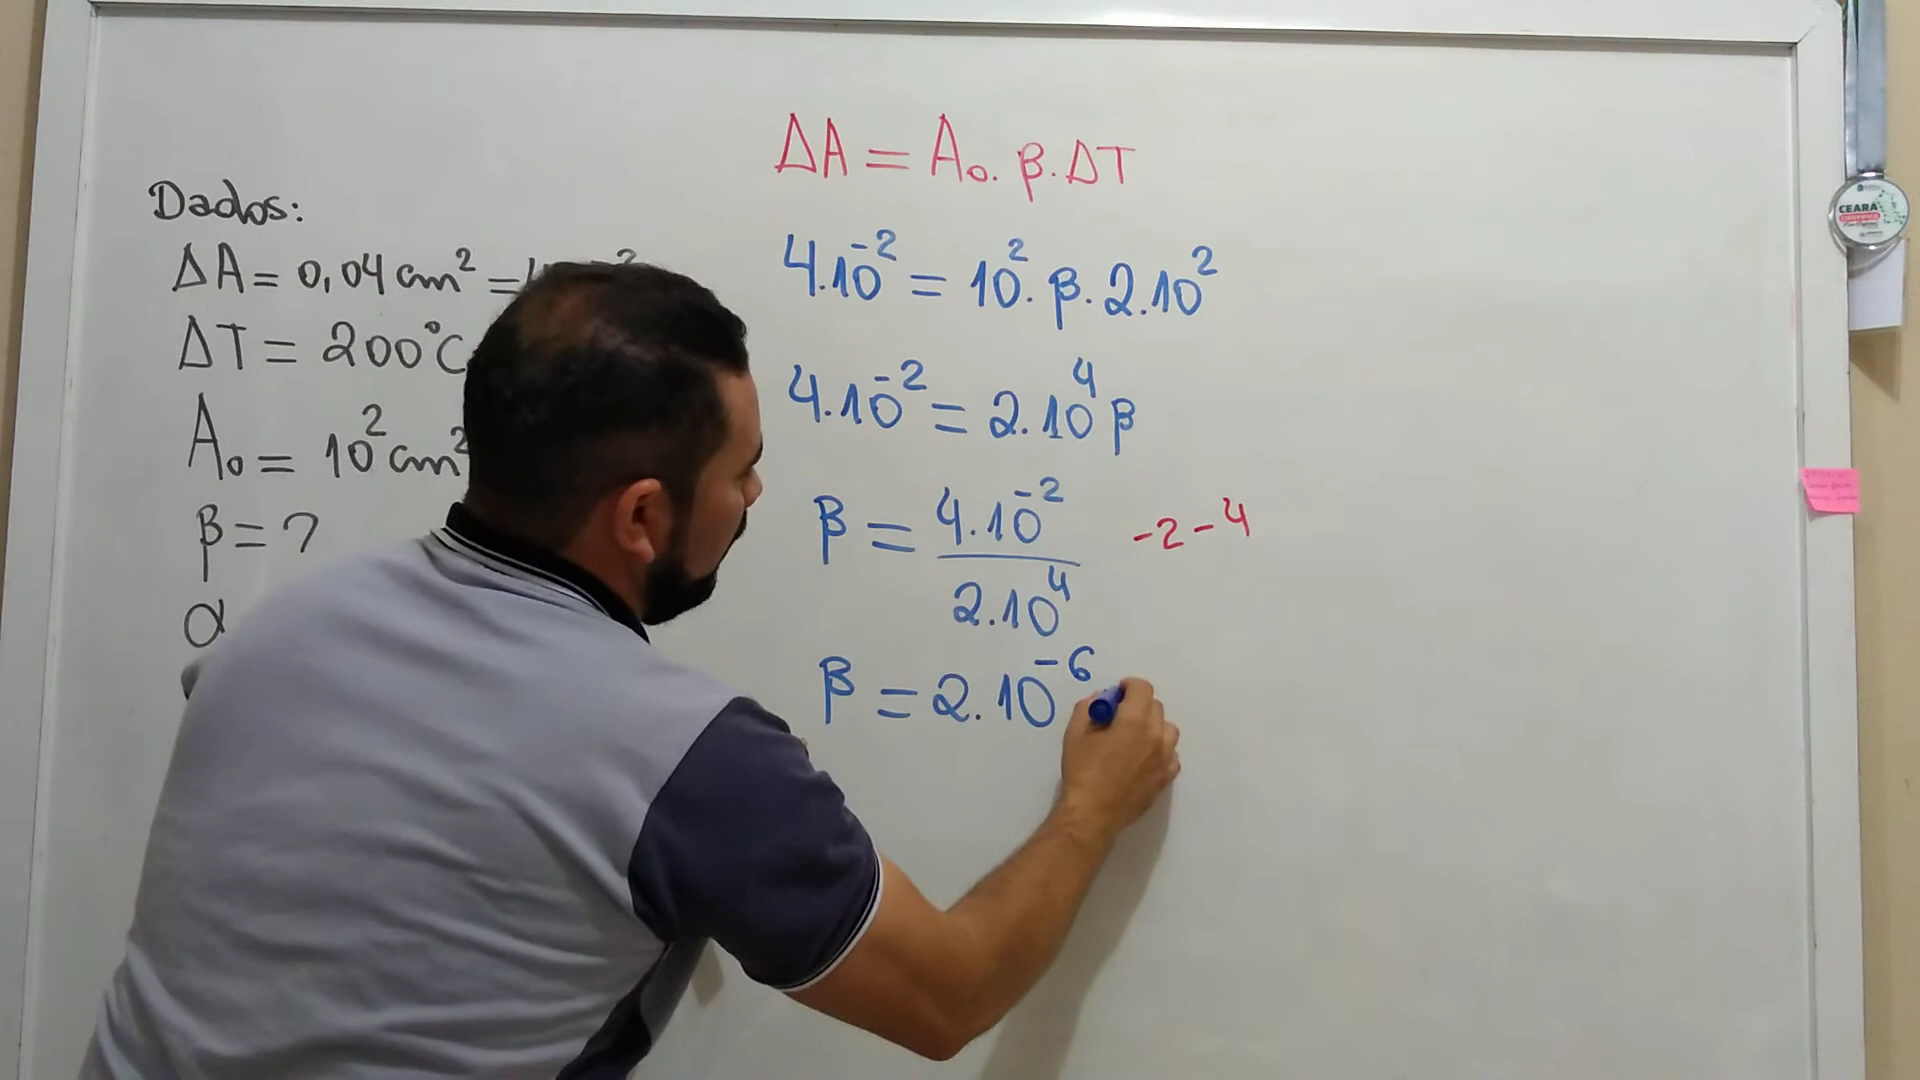 Dados:
ΔA = 0,04 cm² =
ΔT = 200°C
A₀ = 10² cm²
β = ?
α
ΔA = A₀ . β . ΔT
4.10⁻² = 10² . β . 2.10²
4.10⁻² = 2.10⁴ β
β = 4.10⁻² / 2.10⁴
-2-4
β = 2.10⁻⁶
CEARÁ
CIENTÍFICO